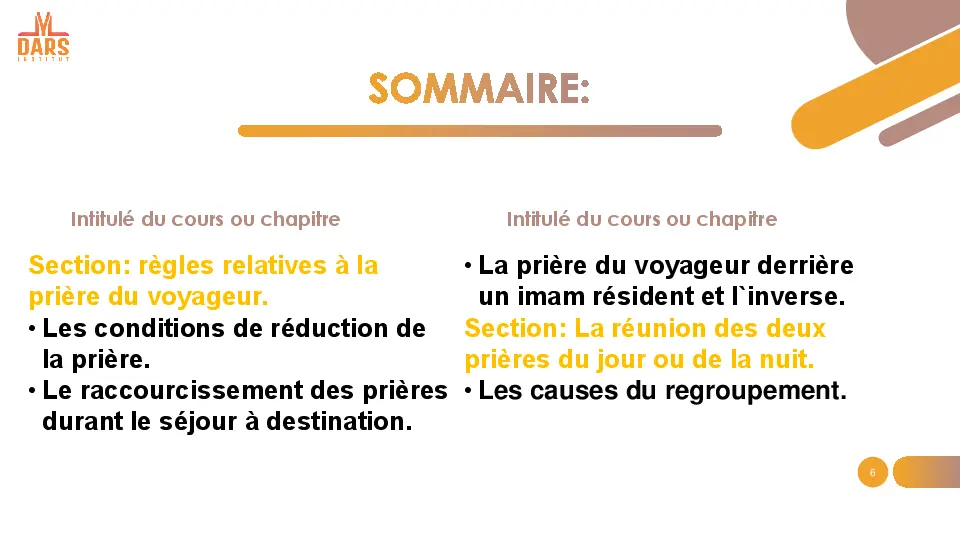 DARS
INSTITUT
SOMMAIRE:
Intitulé du cours ou chapitre
Section: règles relatives à la
prière du voyageur.
• Les conditions de réduction de
la prière.
• Le raccourcissement des prières
durant le séjour à destination.
Intitulé du cours ou chapitre
• La prière du voyageur derrière
un imam résident et l`inverse.
Section: La réunion des deux
prières du jour ou de la nuit.
• Les causes du regroupement.
6